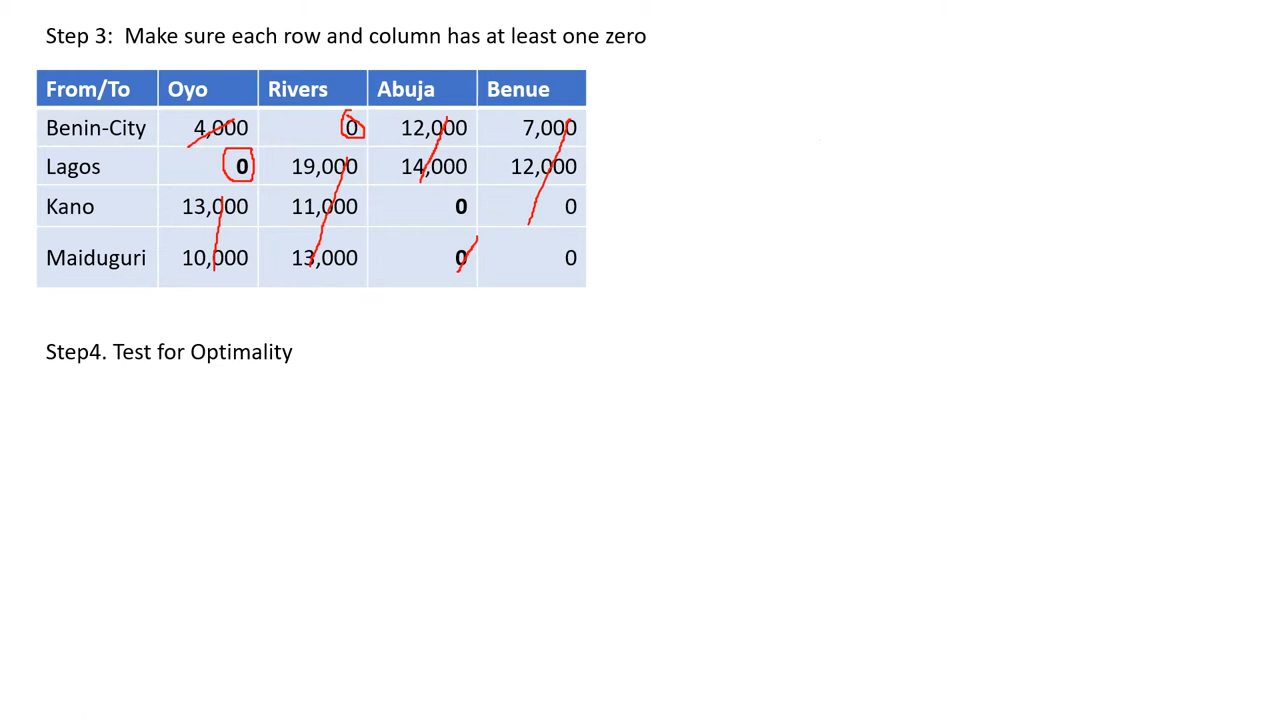 Step 3: Make sure each row and column has at least one zero
From/To Oyo Rivers Abuja Benue
Benin-City 4,000 0 12,000 7,000
Lagos 0 19,000 14,000 12,000
Kano 13,000 11,000 0 0
Maiduguri 10,000 13,000 0 0
Step4. Test for Optimality